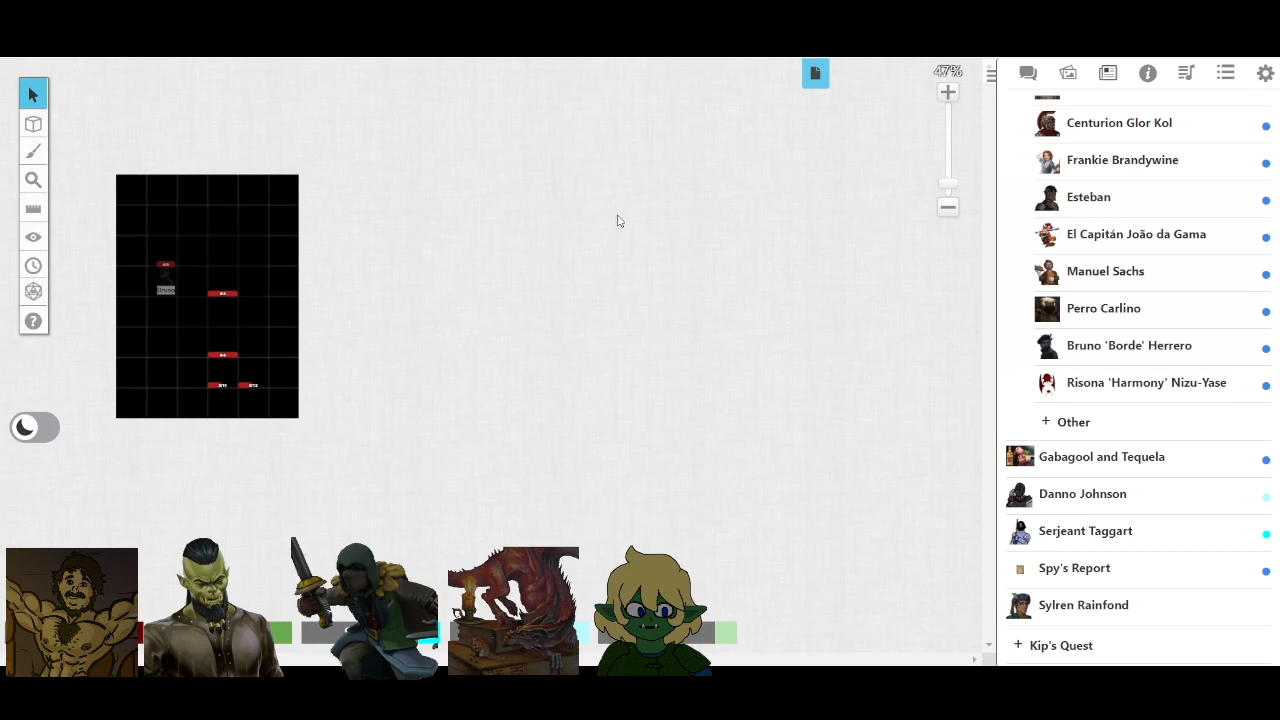 47%
Centurion Glor Kol
Frankie Brandywine
Esteban
El Capitán João da Gama
Manuel Sachs
Perro Carlino
Bruno 'Borde' Herrero
Risona 'Harmony' Nizu-Yase
+ Other
Gabagool and Tequela
Danno Johnson
Serjeant Taggart
Spy's Report
Sylren Rainfond
+ Kip's Quest
Bruno